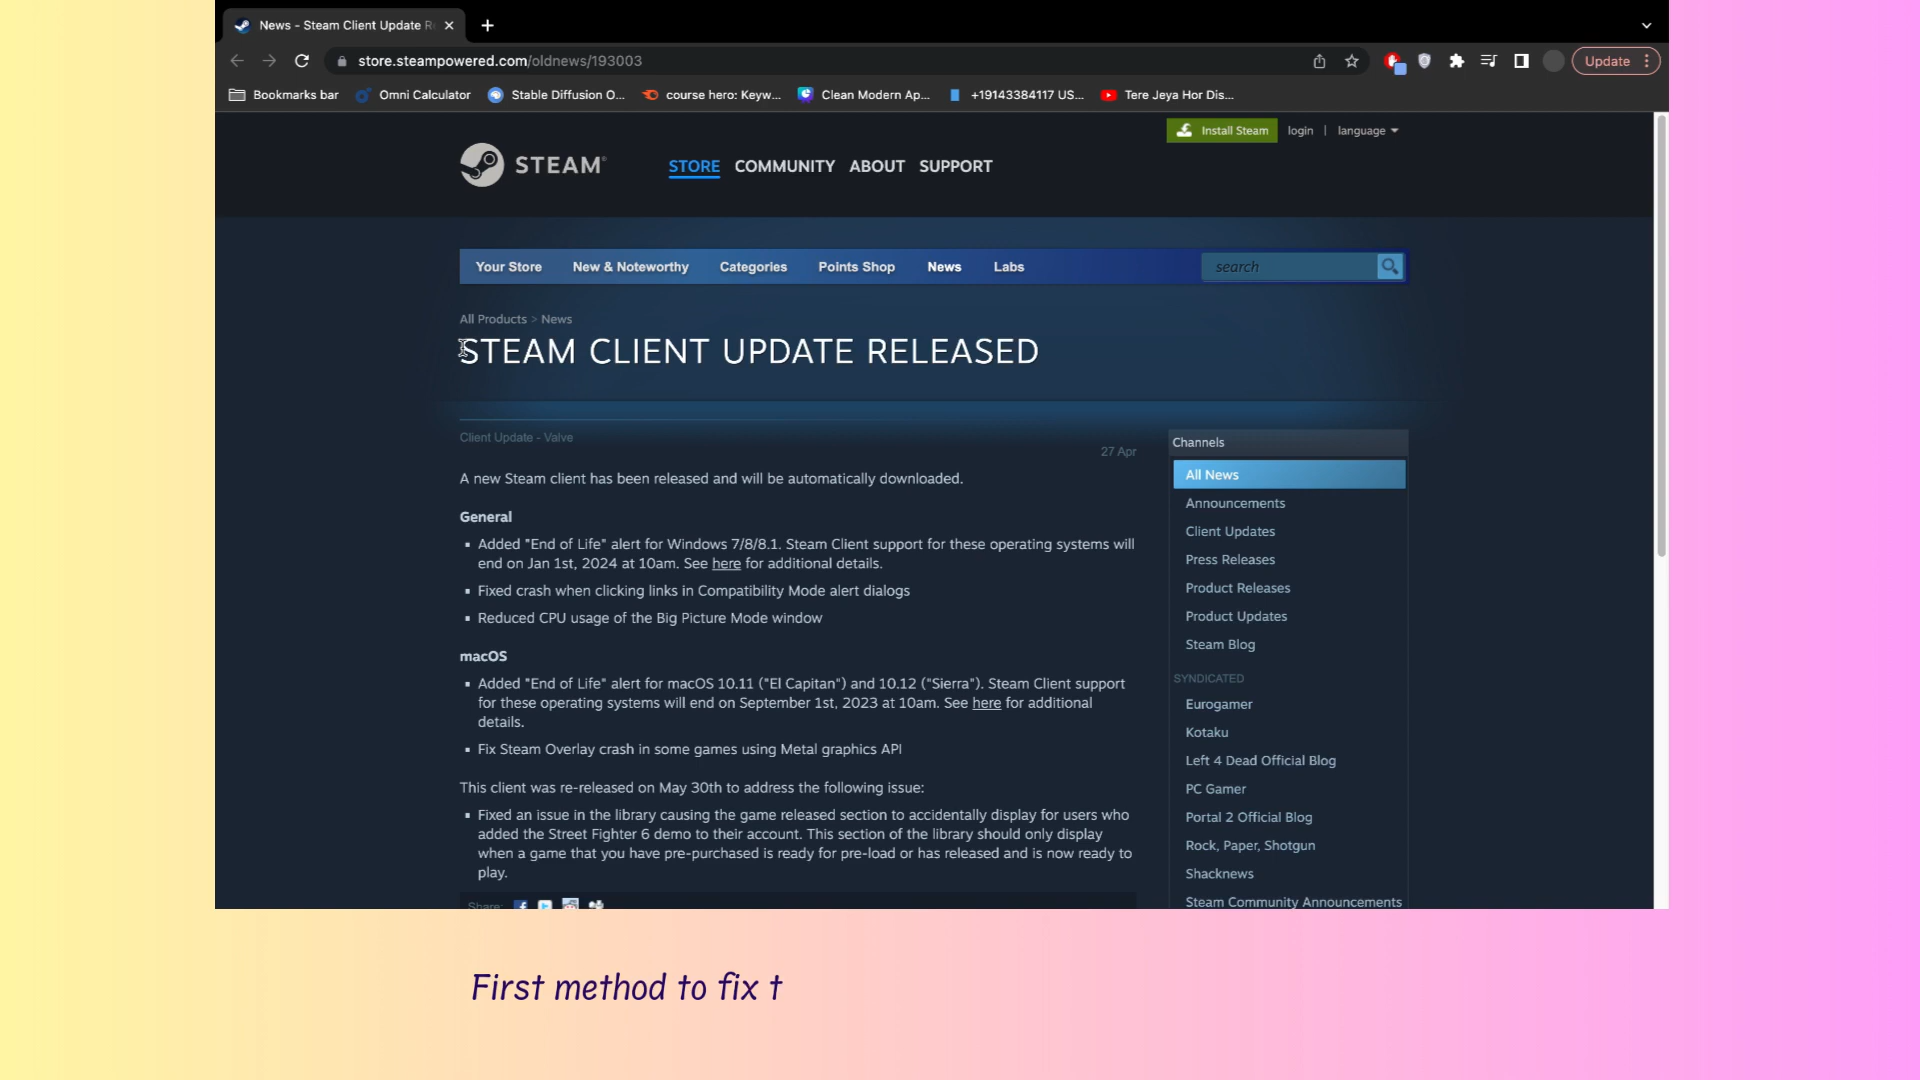 News - Steam Client Update R
store.steampowered.com/oldnews/193003
Update
Bookmarks bar
Omni Calculator
Stable Diffusion O...
course hero: Keyw...
Clean Modern Ap...
+19143384117 US...
Tere Jeya Hor Dis...
Install Steam
login | language
STEAM®
STORE COMMUNITY ABOUT SUPPORT
Your Store
New & Noteworthy
Categories
Points Shop
News
Labs
search
All Products > News
STEAM CLIENT UPDATE RELEASED
Client Update - Valve
27 Apr
A new Steam client has been released and will be automatically downloaded.
General
Added "End of Life" alert for Windows 7/8/8.1. Steam Client support for these operating systems will
end on Jan 1st, 2024 at 10am. See here for additional details.
Fixed crash when clicking links in Compatibility Mode alert dialogs
Reduced CPU usage of the Big Picture Mode window
macOS
Added "End of Life" alert for macOS 10.11 ("El Capitan") and 10.12 ("Sierra"). Steam Client support
for these operating systems will end on September 1st, 2023 at 10am. See here for additional
details.
Fix Steam Overlay crash in some games using Metal graphics API
This client was re-released on May 30th to address the following issue:
Fixed an issue in the library causing the game released section to accidentally display for users who
added the Street Fighter 6 demo to their account. This section of the library should only display
when a game that you have pre-purchased is ready for pre-load or has released and is now ready to
play.
Share:
Channels
All News
Announcements
Client Updates
Press Releases
Product Releases
Product Updates
Steam Blog
SYNDICATED
Eurogamer
Kotaku
Left 4 Dead Official Blog
PC Gamer
Portal 2 Official Blog
Rock, Paper, Shotgun
Shacknews
Steam Community Announcements
First method to fix t